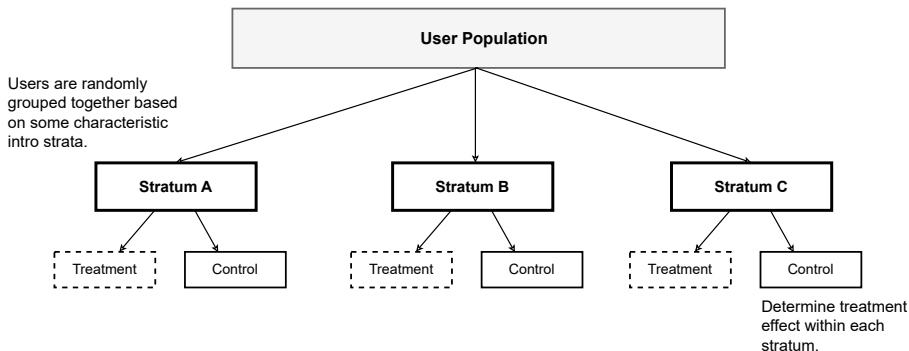 User Population
Users are randomly
grouped together based
on some characteristic
intro strata.
Stratum A
Stratum B
Stratum C
Treatment
Control
Treatment
Control
Treatment
Control
Determine treatment
effect within each
stratum.